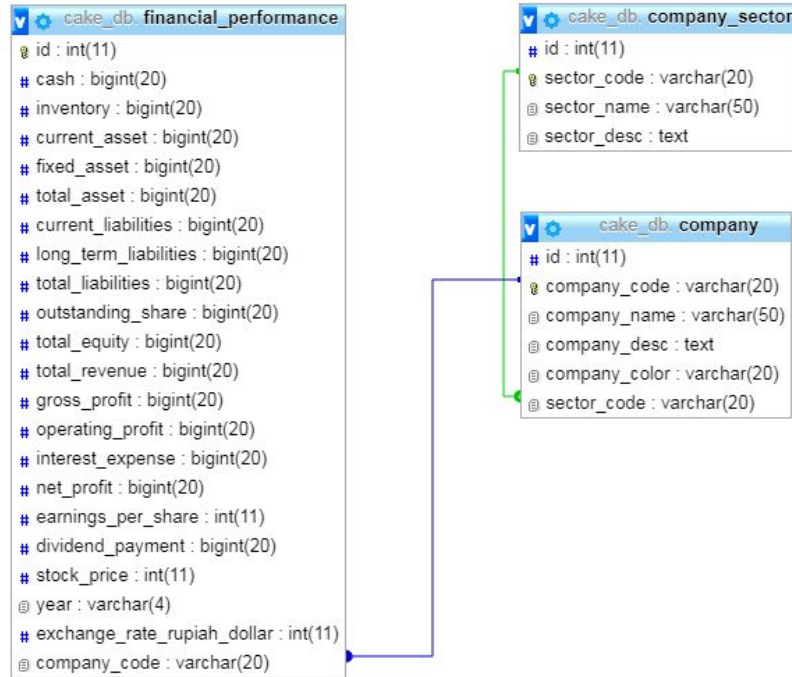 cake_db. financial_performance
id : int(11)
# cash : bigint(20)
# inventory : bigint(20)
# current_asset : bigint(20)
# fixed_asset : bigint(20)
# total_asset : bigint(20)
# current_liabilities : bigint(20)
# long_term_liabilities : bigint(20)
# total_liabilities : bigint(20)
# outstanding_share : bigint(20)
# total_equity : bigint(20)
# total_revenue : bigint(20)
# gross_profit : bigint(20)
# operating_profit : bigint(20)
# interest_expense : bigint(20)
# net_profit : bigint(20)
# earnings_per_share : int(11)
# dividend_payment : bigint(20)
# stock_price : int(11)
year : varchar(4)
# exchange_rate_rupiah_dollar : int(11)
company_code : varchar(20)
cake_db. company_sector
# id : int(11)
sector_code : varchar(20)
sector_name : varchar(50)
sector_desc : text
cake_db. company
# id : int(11)
company_code : varchar(20)
company_name : varchar(50)
company_desc : text
company_color : varchar(20)
sector_code : varchar(20)